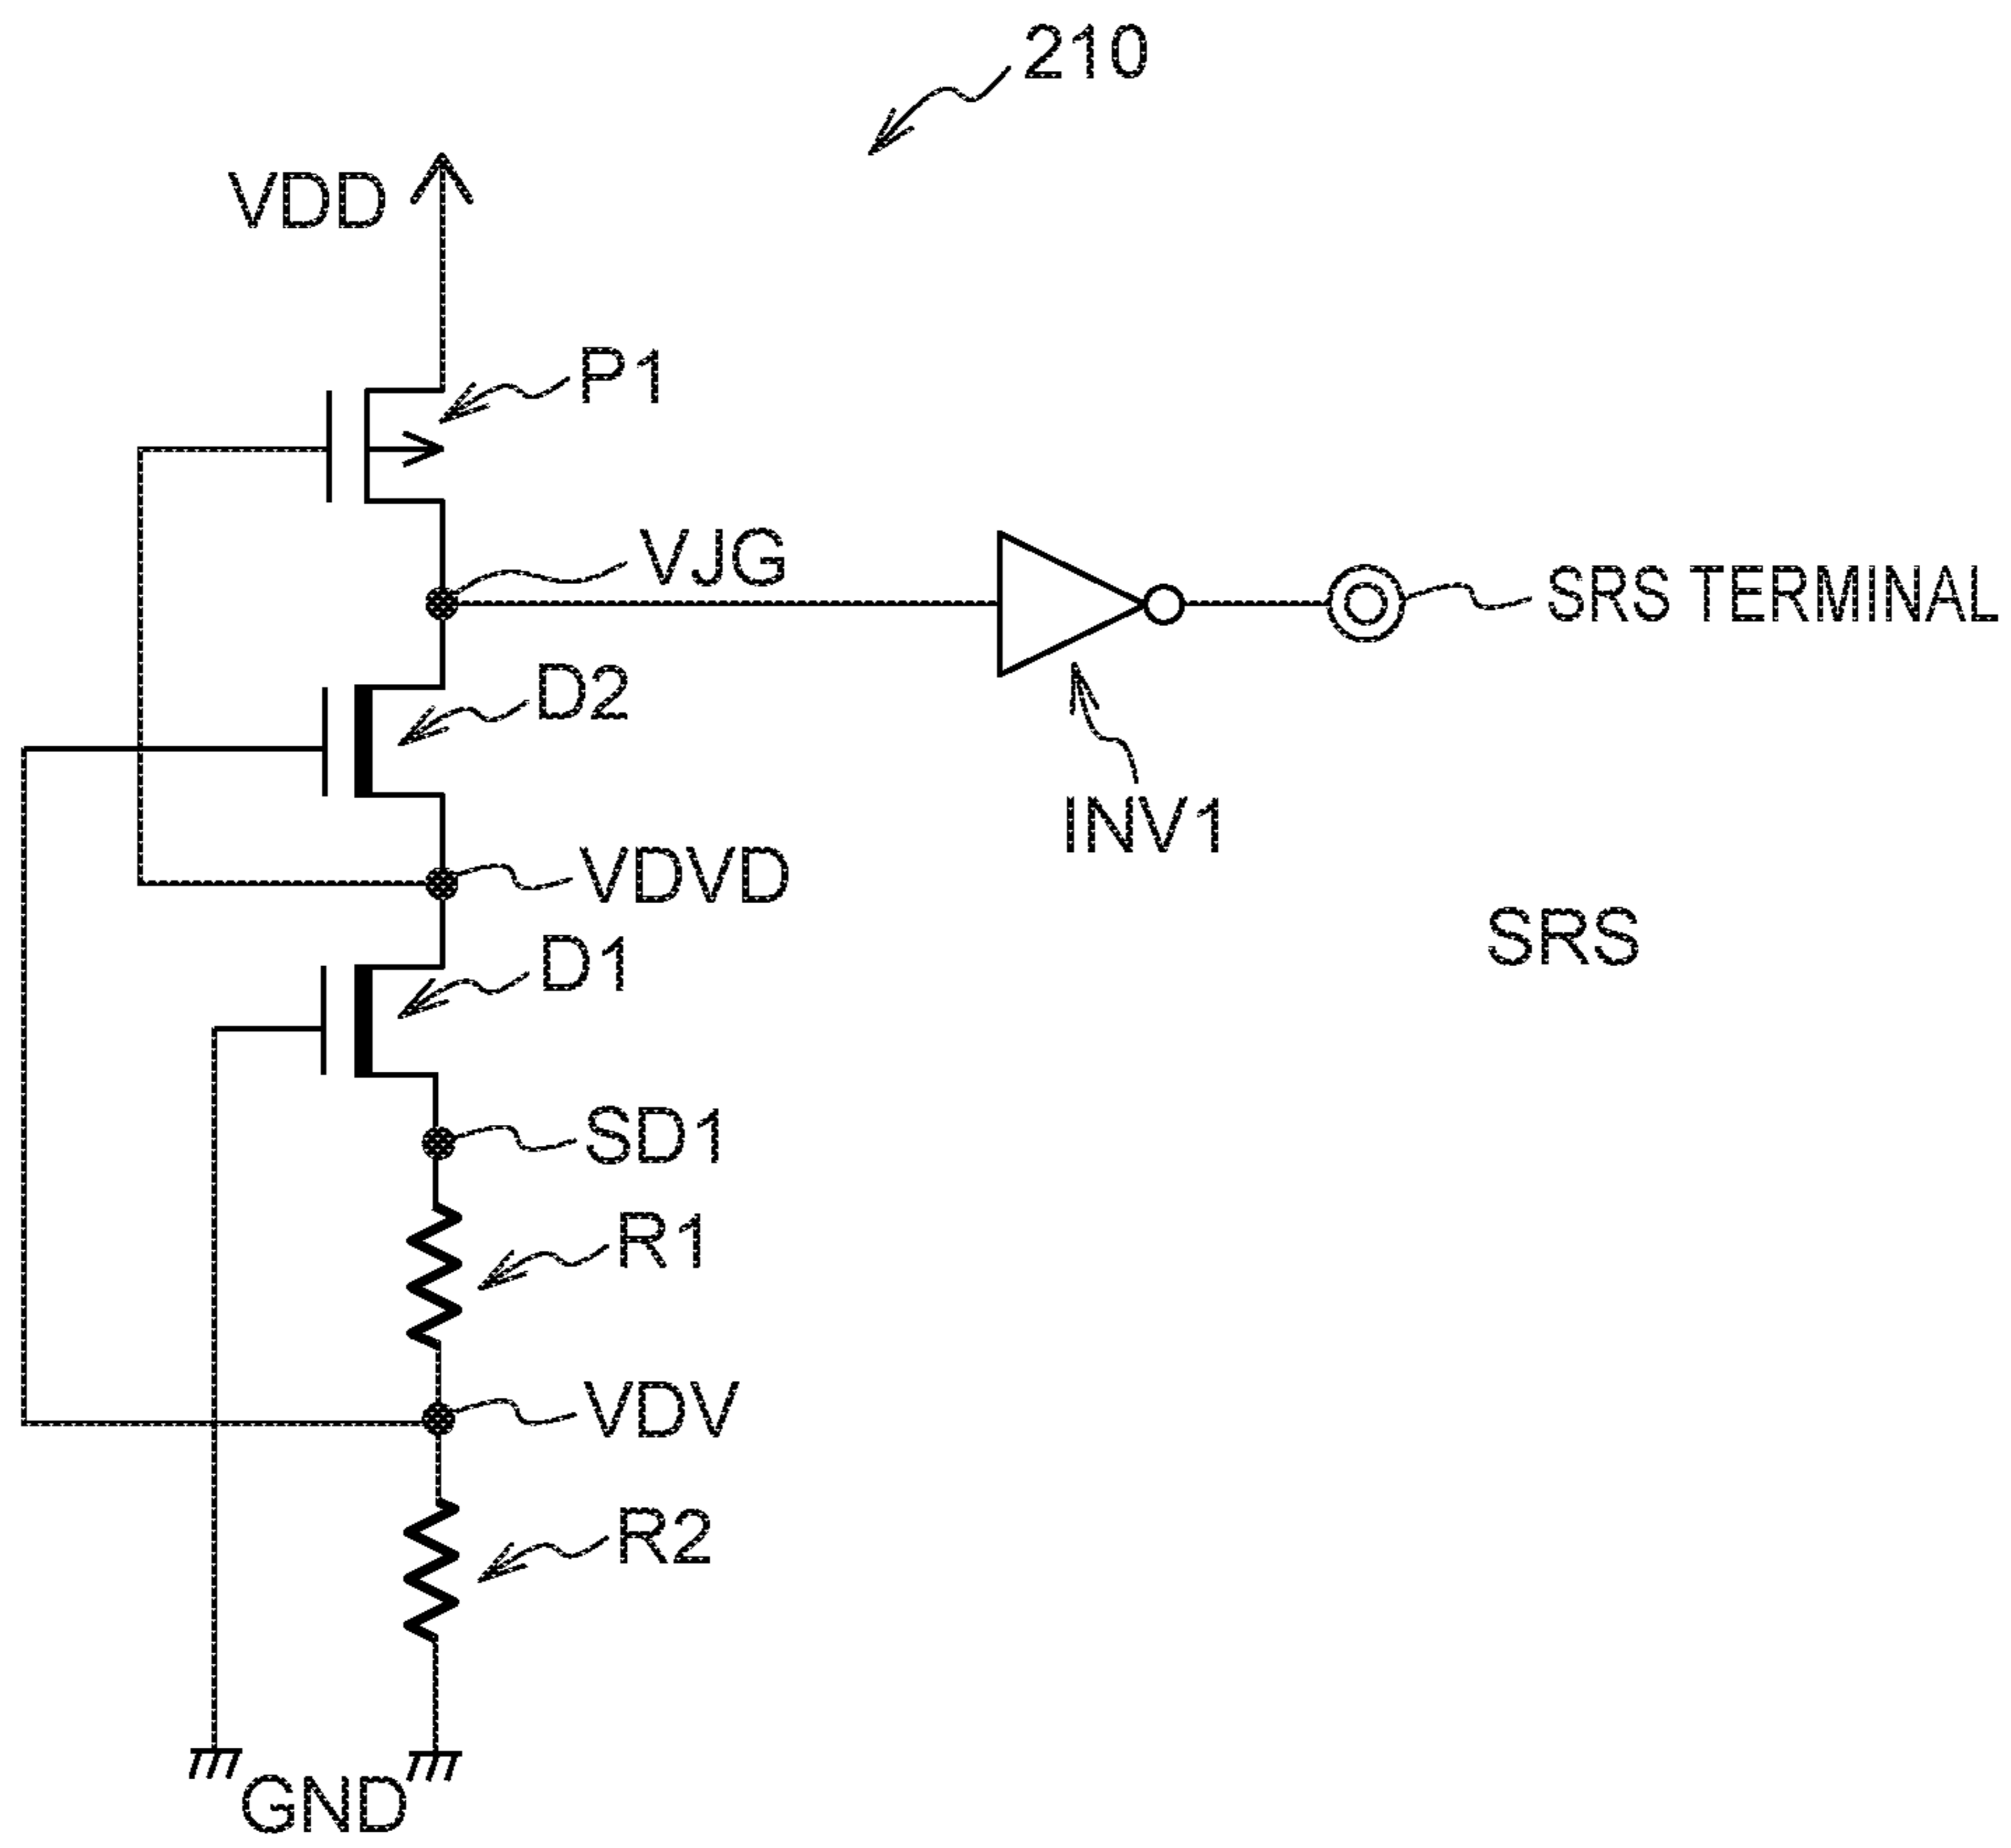 210
VDD
P1
VJG
SRS TERMINAL
D2
INV1
VDVD
SRS
D1
SD1
R1
VDV
R2
GND